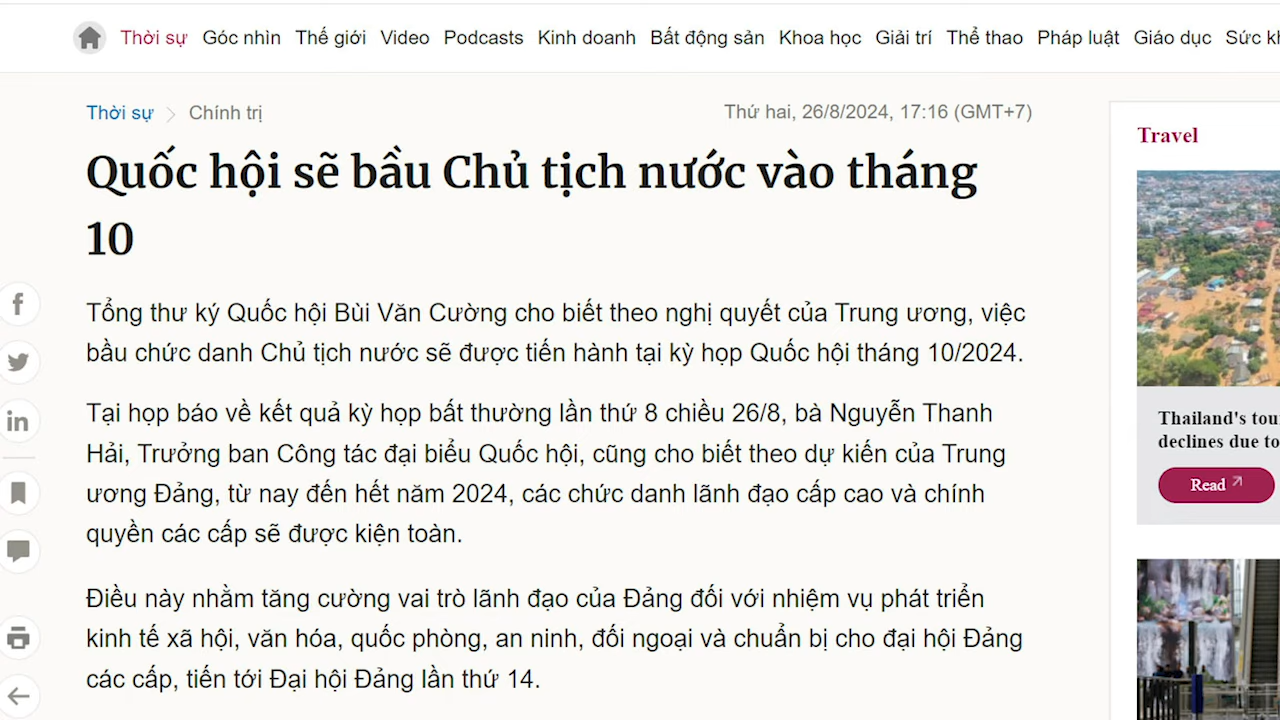 Thời sự Góc nhìn Thế giới Video Podcasts Kinh doanh Bất động sản Khoa học Giải trí Thể thao Pháp luật Giáo dục Sức
Thời sự Chính trị Thứ hai, 26/8/2024, 17:16 (GMT+7)
Quốc hội sẽ bầu Chủ tịch nước vào tháng
10
Tổng thư ký Quốc hội Bùi Văn Cường cho biết theo nghị quyết của Trung ương, việc
bầu chức danh Chủ tịch nước sẽ được tiến hành tại kỳ họp Quốc hội tháng 10/2024.
Tại họp báo về kết quả kỳ họp bất thường lần thứ 8 chiều 26/8, bà Nguyễn Thanh
Hải, Trưởng ban Công tác đại biểu Quốc hội, cũng cho biết theo dự kiến của Trung
ương Đảng, từ nay đến hết năm 2024, các chức danh lãnh đạo cấp cao và chính
quyền các cấp sẽ được kiện toàn.
Điều này nhằm tăng cường vai trò lãnh đạo của Đảng đối với nhiệm vụ phát triển
kinh tế xã hội, văn hóa, quốc phòng, an ninh, đối ngoại và chuẩn bị cho đại hội Đảng
các cấp, tiến tới Đại hội Đảng lần thứ 14.
Travel
Thailand's
declines due
Read